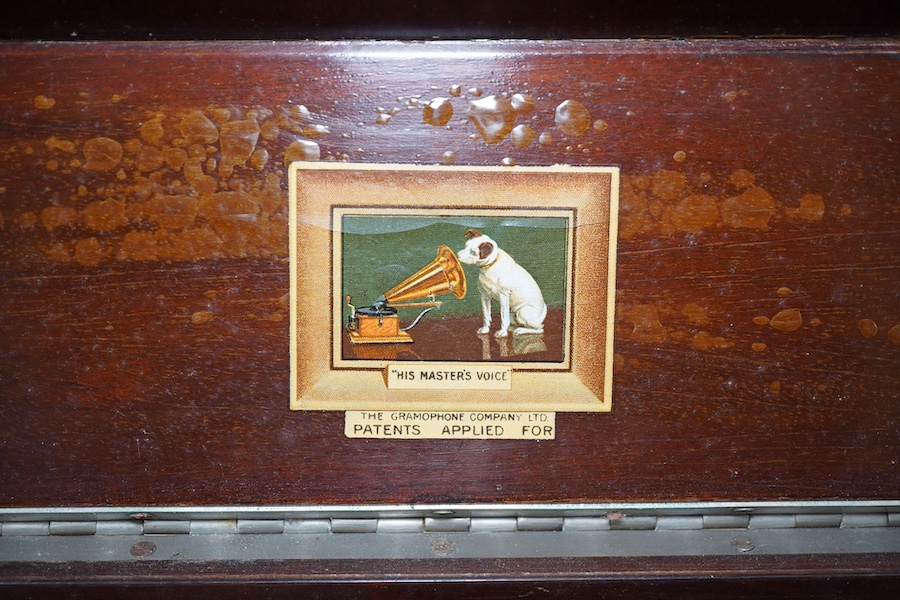 "HIS MASTER'S VOICE"
THE GRAMOPHONE COMPANY LTD.
PATENTS APPLIED FOR